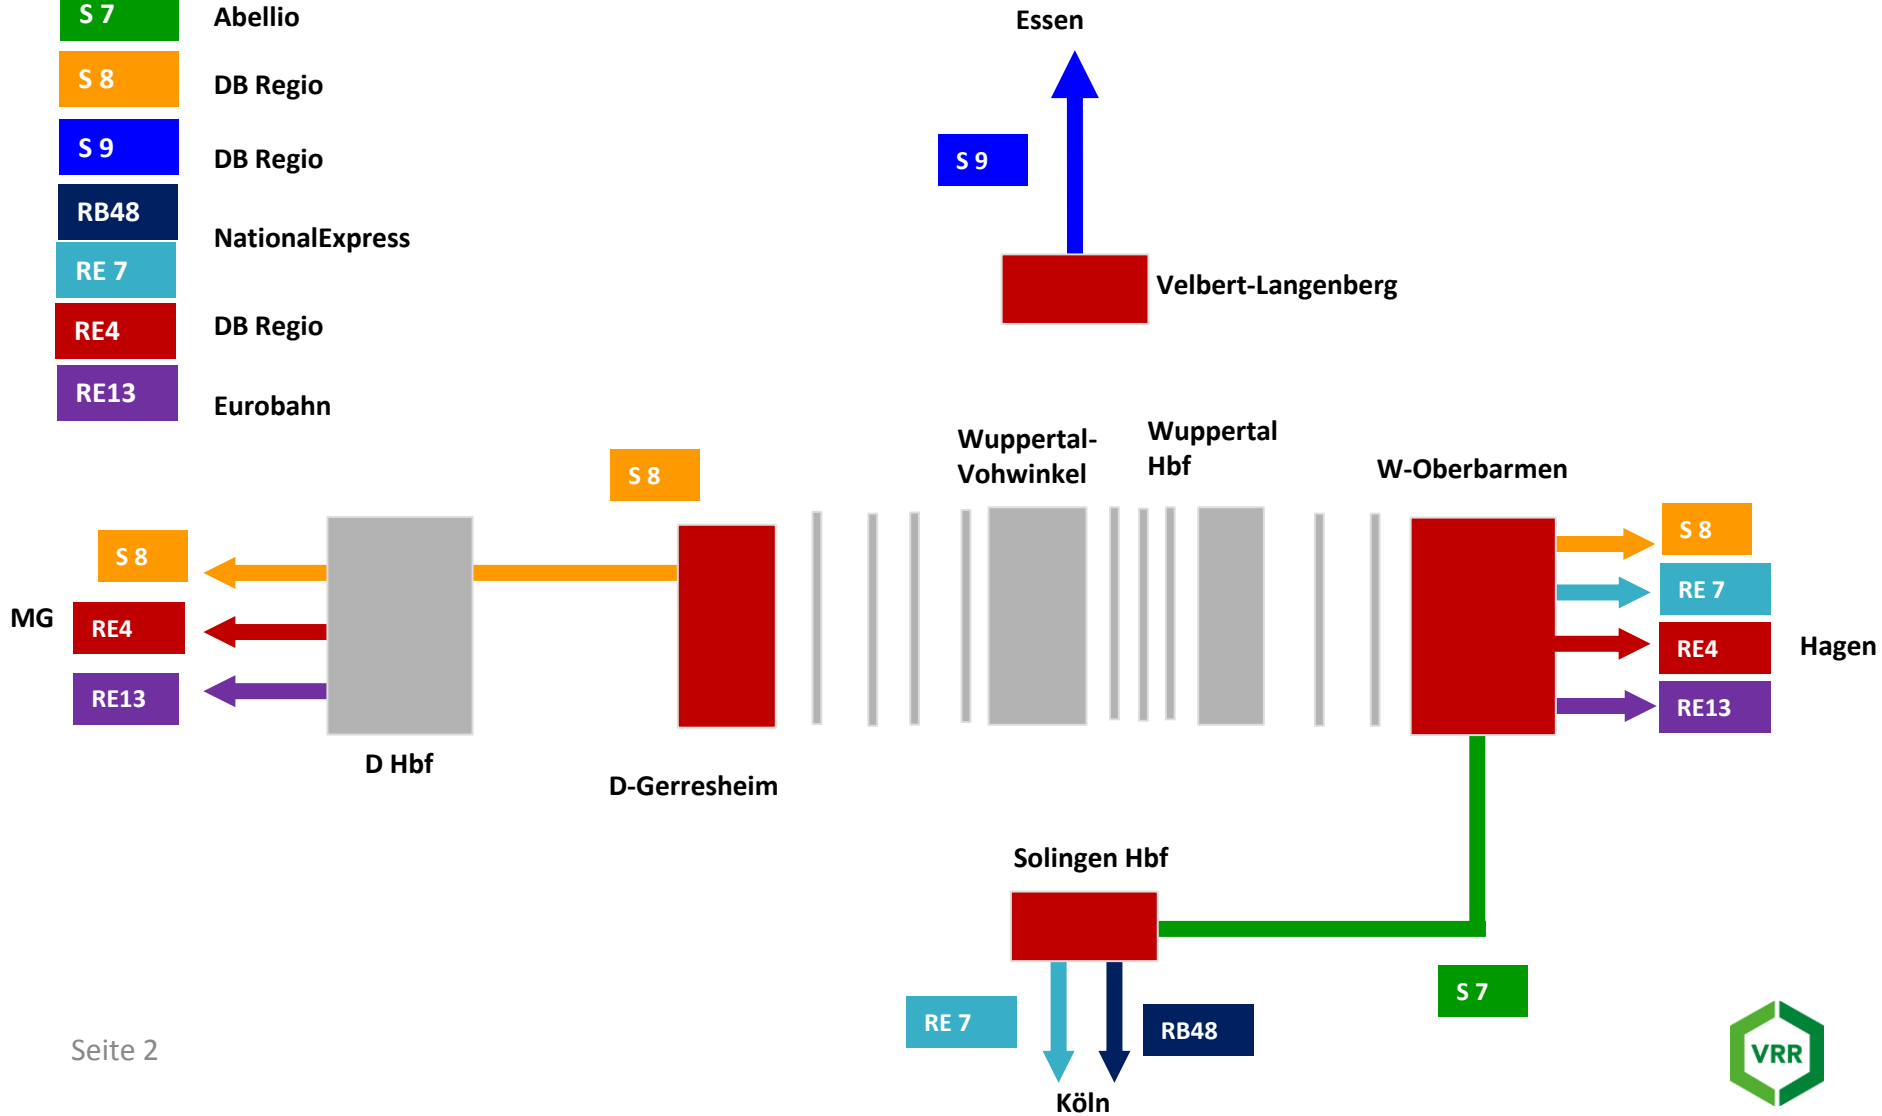 S 7
Abellio
S 8
DB Regio
S 9
DB Regio
RB48
NationalExpress
RE 7
RE4
DB Regio
RE13
Eurobahn
Essen
S 9
Velbert-Langenberg
Wuppertal-
Vohwinkel
Wuppertal
Hbf
W-Oberbarmen
S 8
S 8
MG
RE4
RE13
S 8
RE 7
RE4
RE13
Hagen
D Hbf
D-Gerresheim
Solingen Hbf
S 7
RE 7
RB48
Köln
Seite 2
VRR